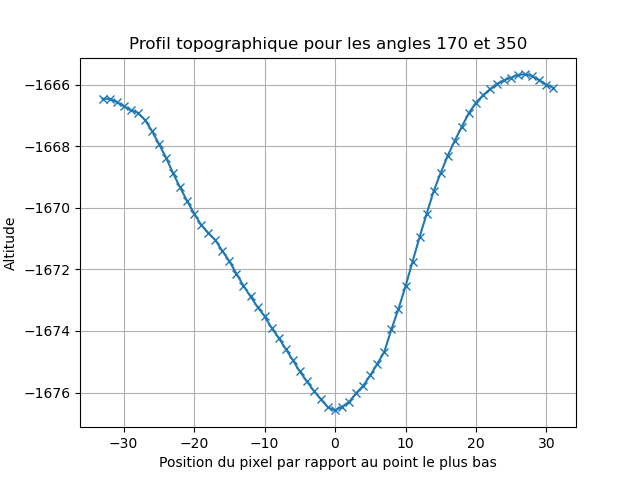 Profil topographique pour les angles 170 et 350
−1666
−1668
−1670
−1672
−1674
−1676
Altitude
−30 −20 −10 0 10 20 30
Position du pixel par rapport au point le plus bas